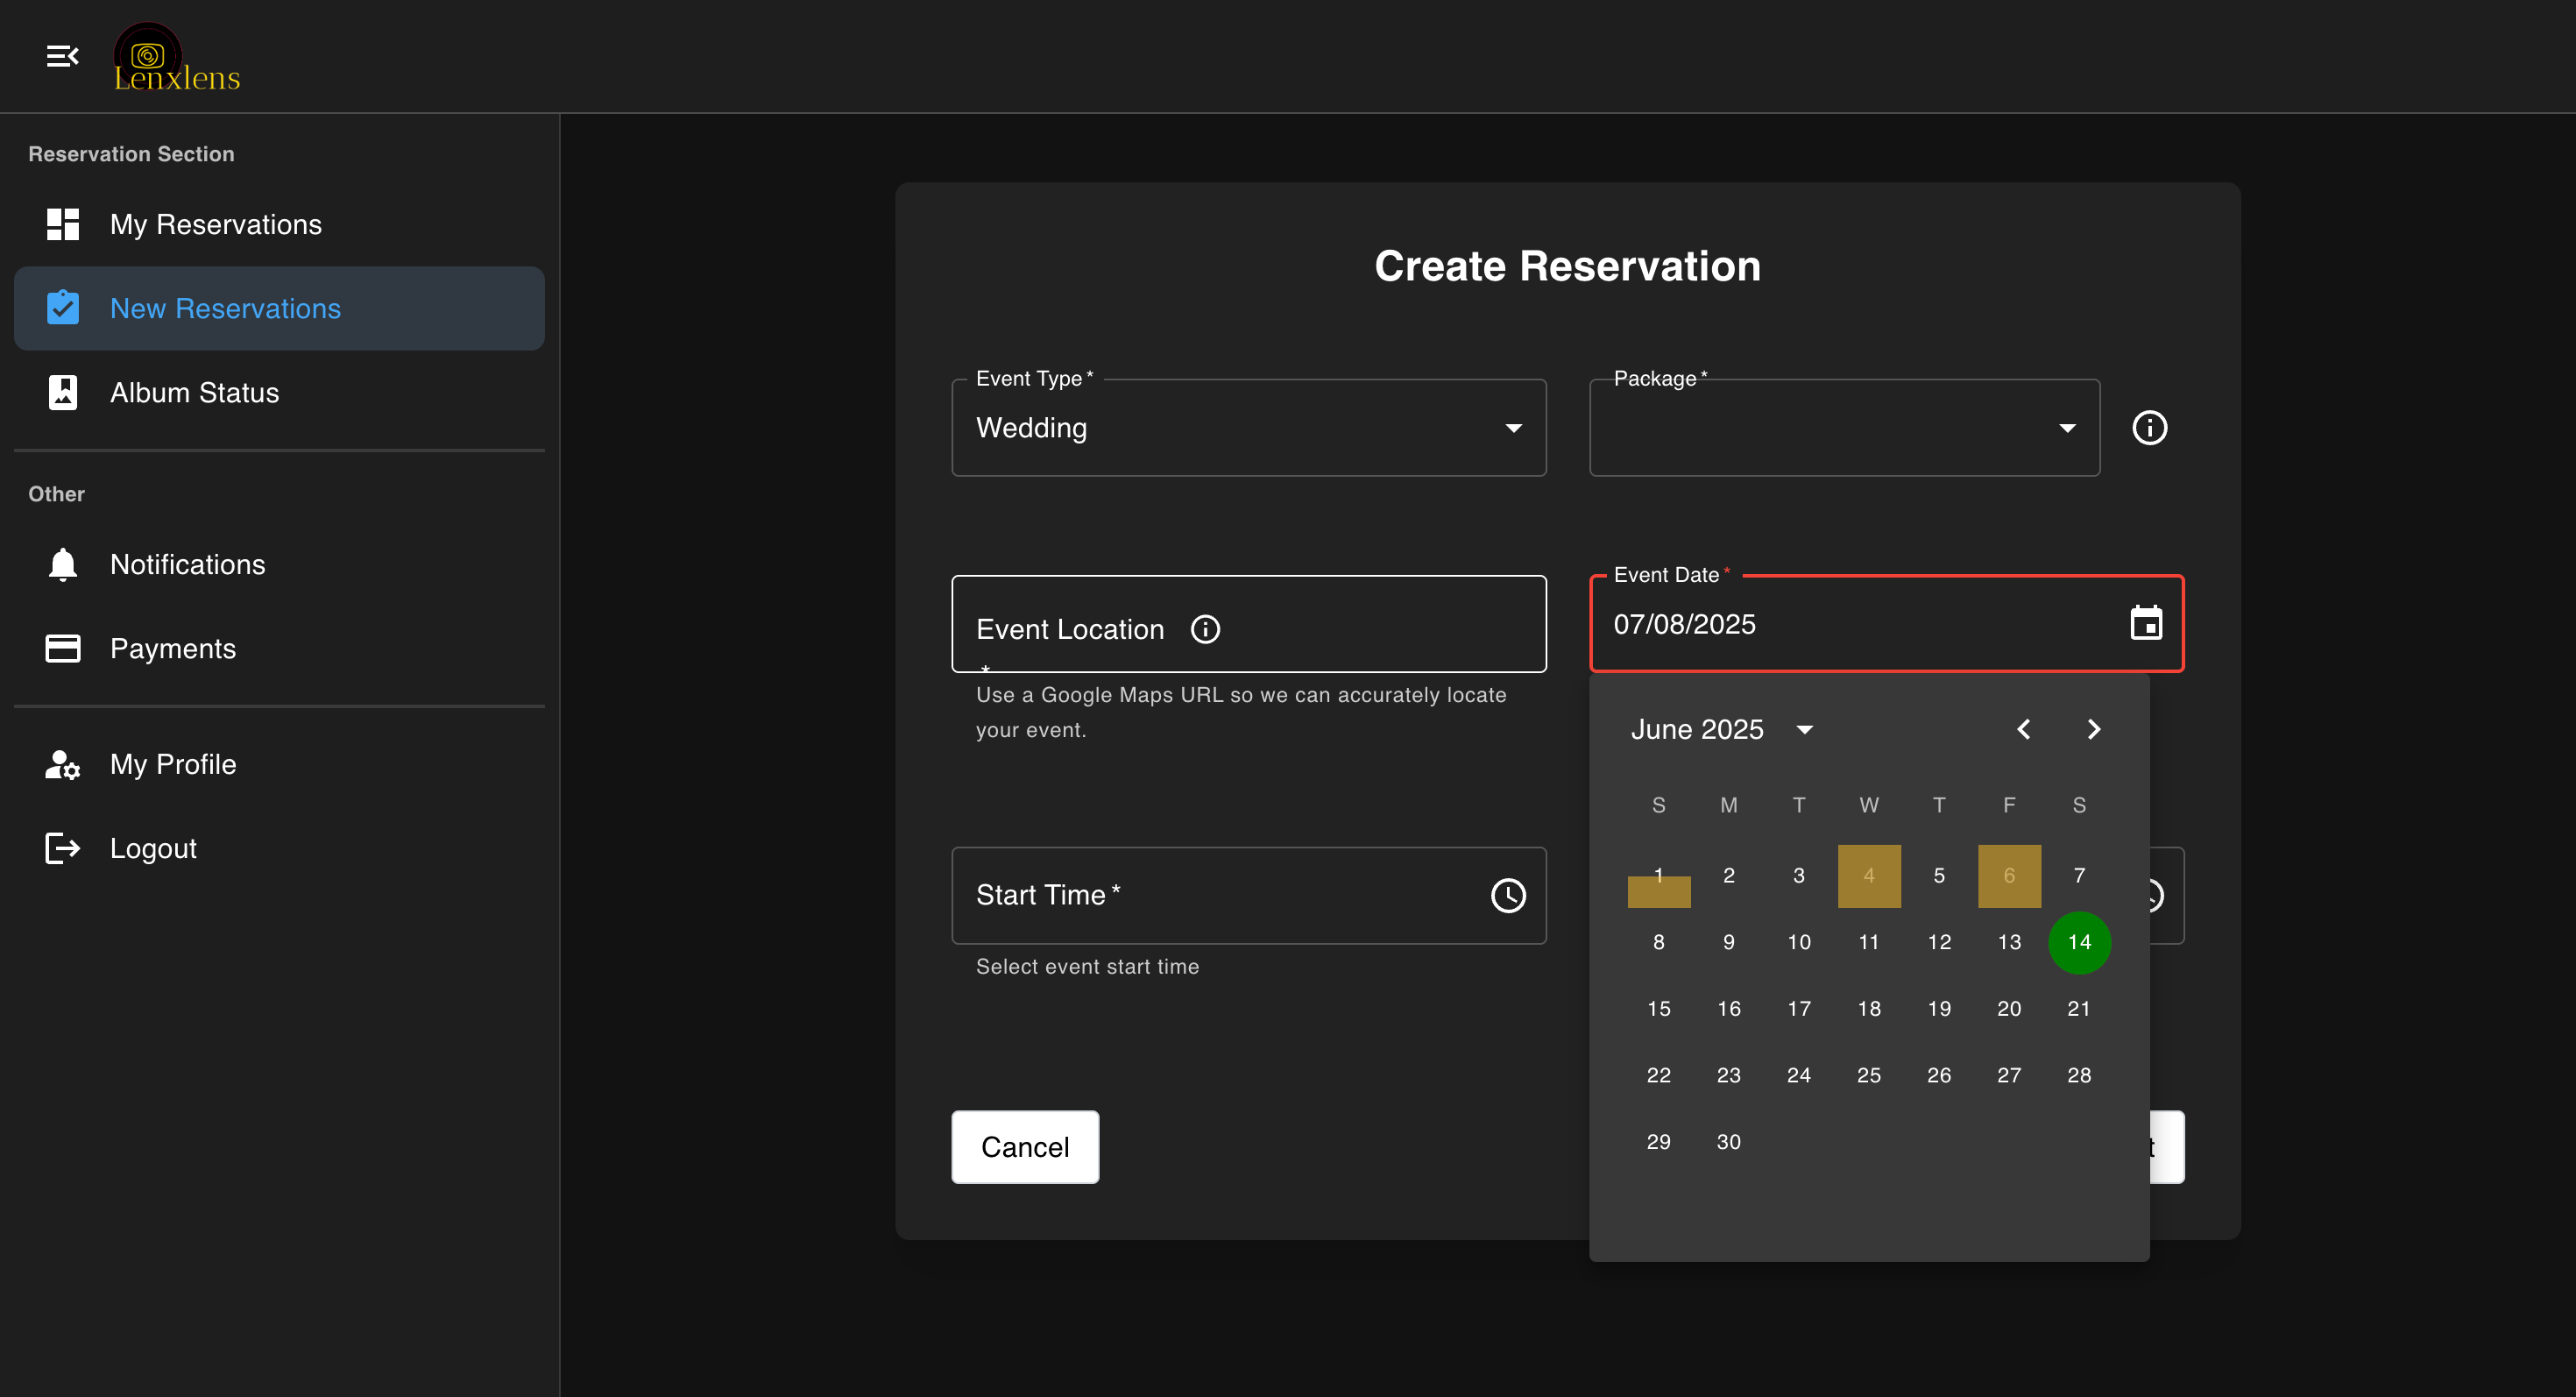 Lenxlens
Reservation Section
My Reservations
New Reservations
Album Status
Other
Notifications
Payments
My Profile
Logout
Create Reservation
Event Type *
Wedding
Package *
Event Location
*
Use a Google Maps URL so we can accurately locate
your event.
Event Date *
07/08/2025
June 2025
S M T W T F S
1 2 3 4 5 6 7
8 9 10 11 12 13 14
15 16 17 18 19 20 21
22 23 24 25 26 27 28
29 30
Start Time *
Select event start time
Cancel